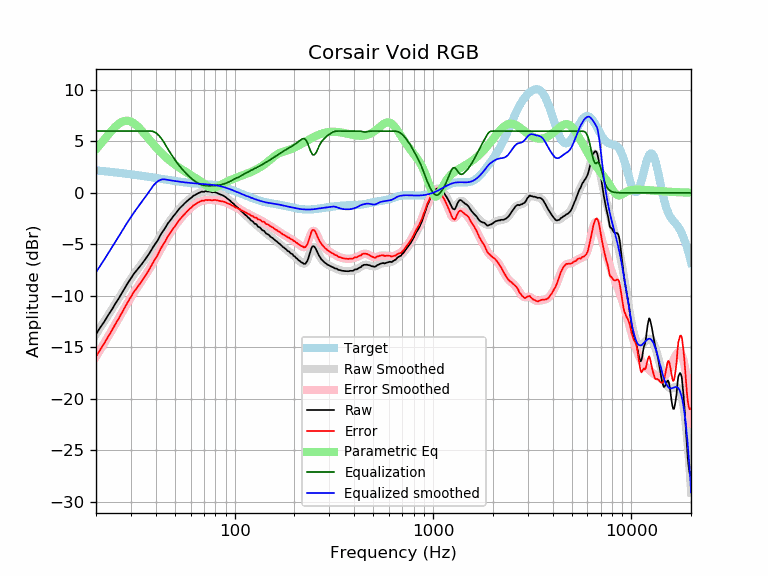 Corsair Void RGB
10
5
0
−5
−10
−15
−20
−25
−30
Amplitude (dBr)
Target
Raw Smoothed
Error Smoothed
Raw
Error
Parametric Eq
Equalization
Equalized smoothed
100
1000
10000
Frequency (Hz)